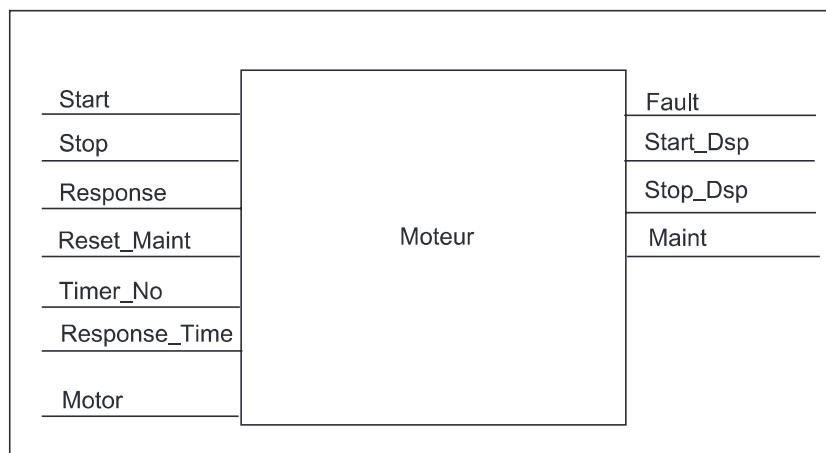 Start
Stop
Response
Reset_Maint
Timer_No
Response_Time
Motor
Moteur
Fault
Start_Dsp
Stop_Dsp
Maint